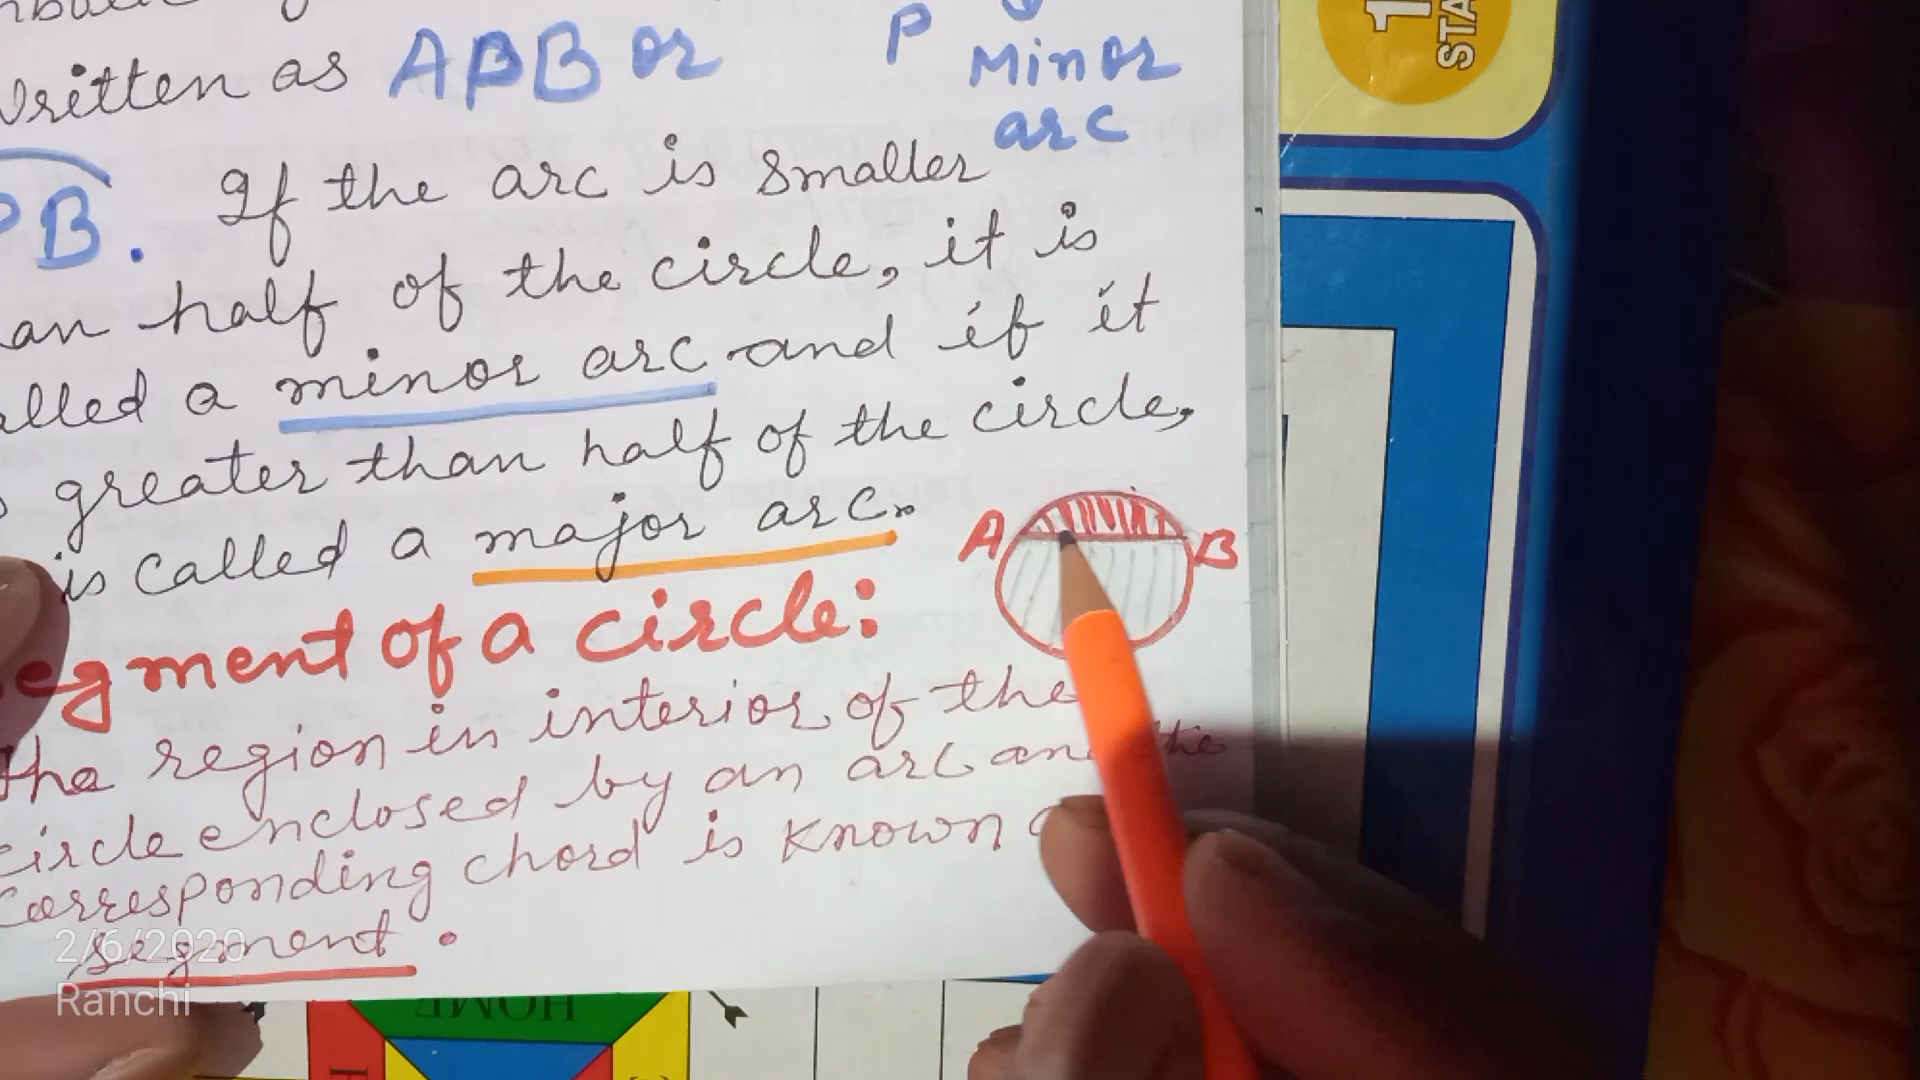 written as APB or
P Minor
arc
PB. If the arc is smaller
an half of the circle, it is
alled a minor arc and if it
greater than half of the circle,
is called a major arc.
A B
egment of a circle:
The region in interior of the
circle enclosed by an arc and the
corresponding chord is known
segment.
2/6/2020
Ranchi
HOME
1
STA